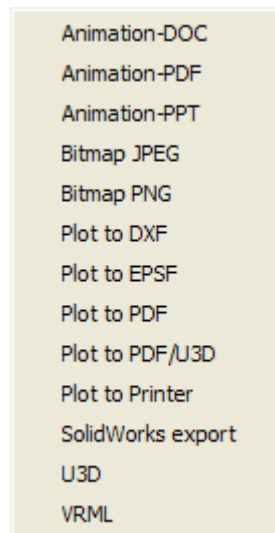 Animation-DOC
Animation-PDF
Animation-PPT
Bitmap JPEG
Bitmap PNG
Plot to DXF
Plot to EPSF
Plot to PDF
Plot to PDF/U3D
Plot to Printer
SolidWorks export
U3D
VRML